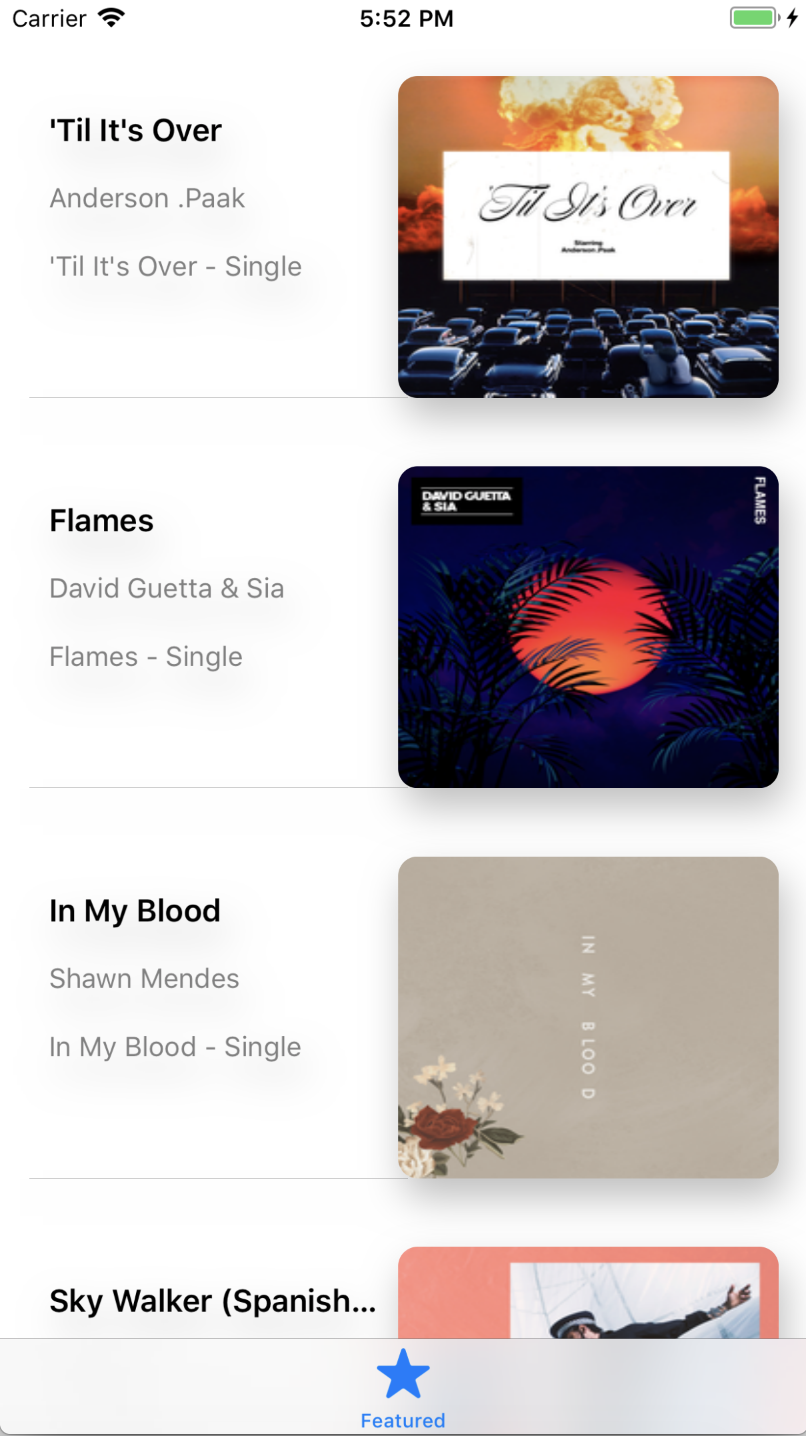 Carrier 5:52 PM
'Til It's Over
Anderson .Paak
'Til It's Over - Single
'Til It's Over
Starring
Anderson .Paak
Flames
David Guetta & Sia
Flames - Single
DAVID GUETTA
& SIA
FLAMES
In My Blood
Shawn Mendes
In My Blood - Single
IN MY BLOOD
Sky Walker (Spanish...
Featured